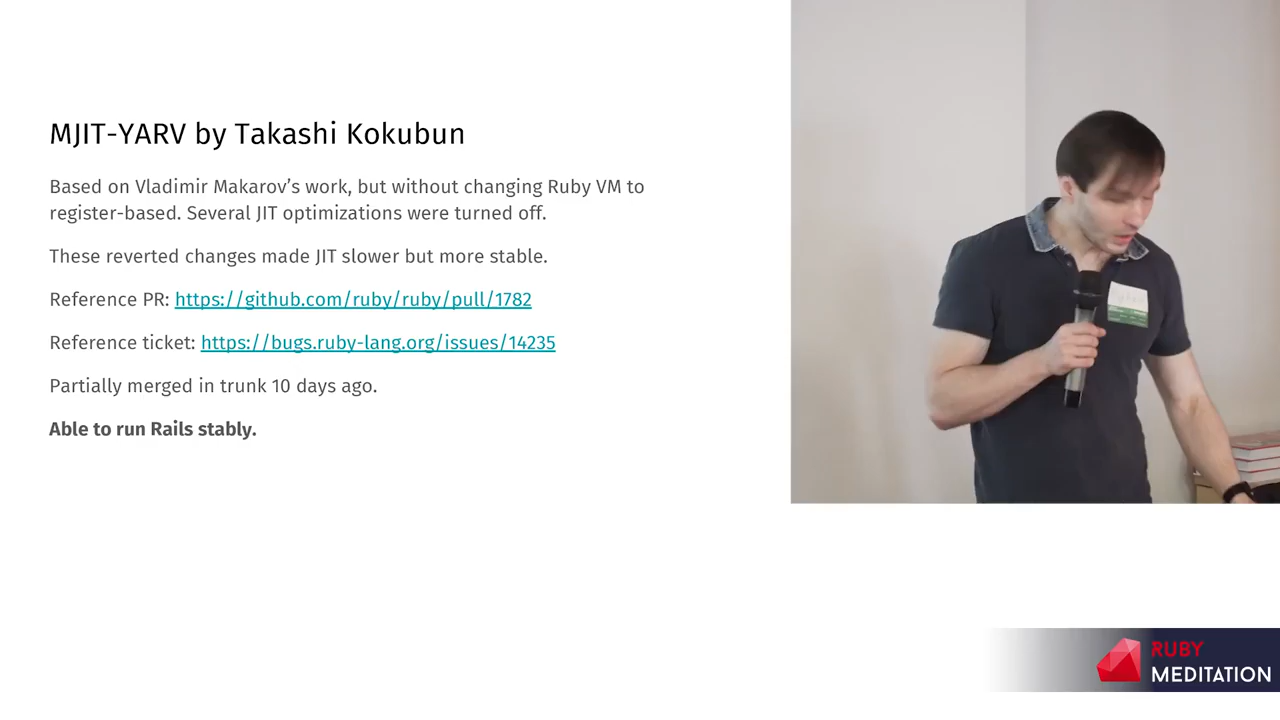 MJIT-YARV by Takashi Kokubun
Based on Vladimir Makarov’s work, but without changing Ruby VM to
register-based. Several JIT optimizations were turned off.
These reverted changes made JIT slower but more stable.
Reference PR: https://github.com/ruby/ruby/pull/1782
Reference ticket: https://bugs.ruby-lang.org/issues/14235
Partially merged in trunk 10 days ago.
Able to run Rails stably.
RUBY
MEDITATION